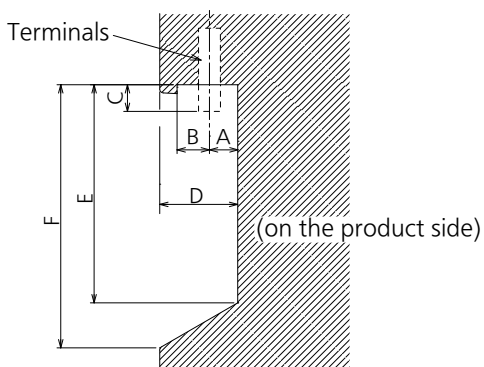 Terminals
C
B
A
D
E
F
(on the product side)